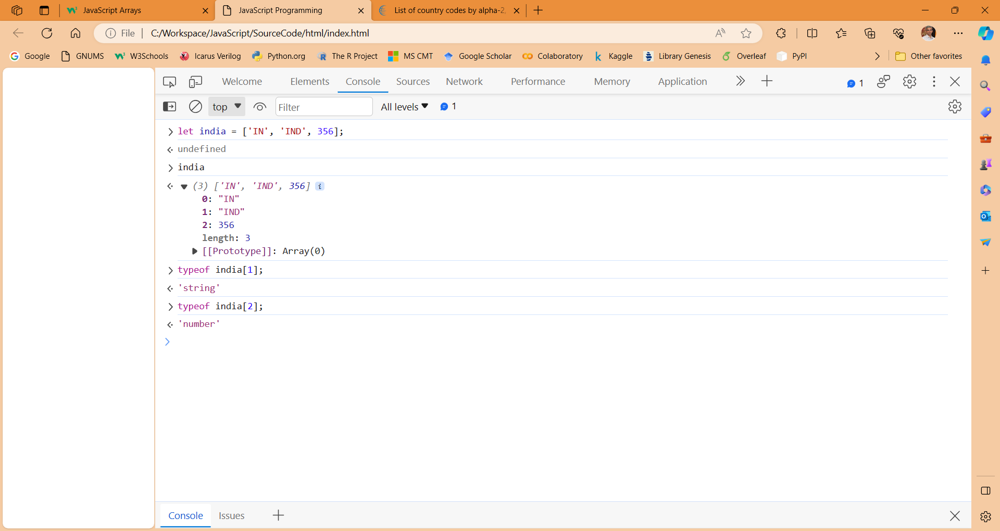 JavaScript Arrays
JavaScript Programming
List of country codes by alpha-2,
File
C:/Workspace/JavaScript/SourceCode/html/index.html
Google GNUMS W3Schools Icarus Verilog Python.org The R Project MS CMT Google Scholar Colaboratory Kaggle Library Genesis Overleaf PyPI Other favorites
Welcome Elements Console Sources Network Performance Memory Application 1
top Filter All levels 1
let india = ['IN', 'IND', 356];
undefined
india
(3) ['IN', 'IND', 356] i
0: "IN"
1: "IND"
2: 356
length: 3
[[Prototype]]: Array(0)
typeof india[1];
'string'
typeof india[2];
'number'
Console Issues